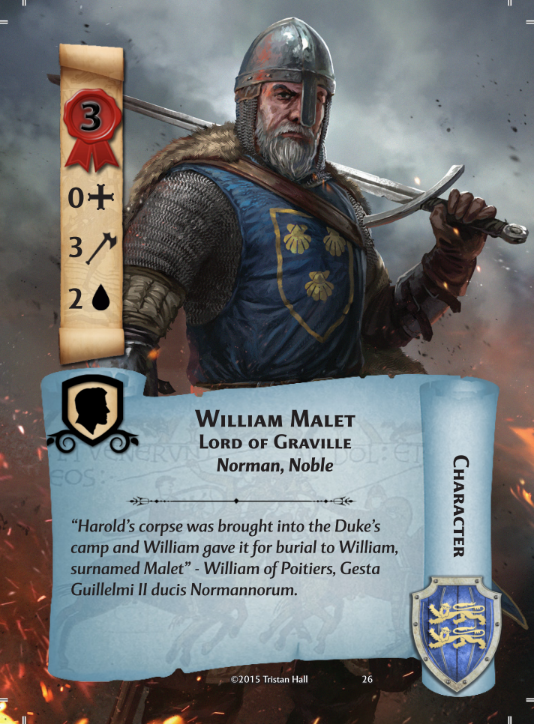 3
0
3
2
WILLIAM MALET
LORD OF GRAVILLE
Norman, Noble
“Harold’s corpse was brought into the Duke’s
camp and William gave it for burial to William,
surnamed Malet” - William of Poitiers, Gesta
Guillelmi II ducis Normannorum.
CHARACTER
©2015 Tristan Hall
26